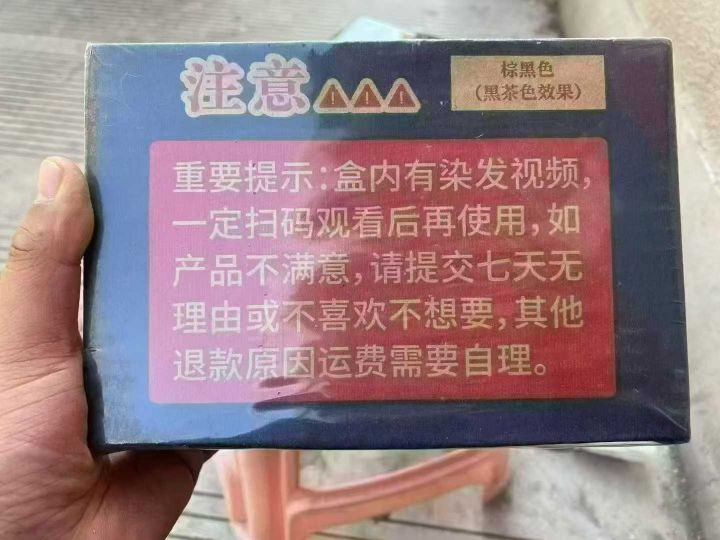 注意
棕黑色
（黑茶色效果）
重要提示：盒内有染发视频，
一定扫码观看后再使用，如
产品不满意，请提交七天无
理由或不喜欢不想要，其他
退款原因运费需要自理。